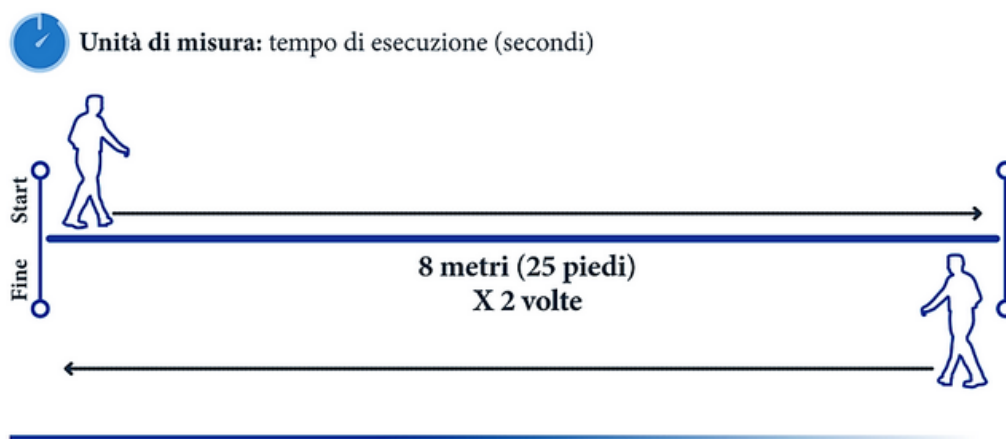 Unità di misura: tempo di esecuzione (secondi)
Start
Fine
8 metri (25 piedi)
X 2 volte